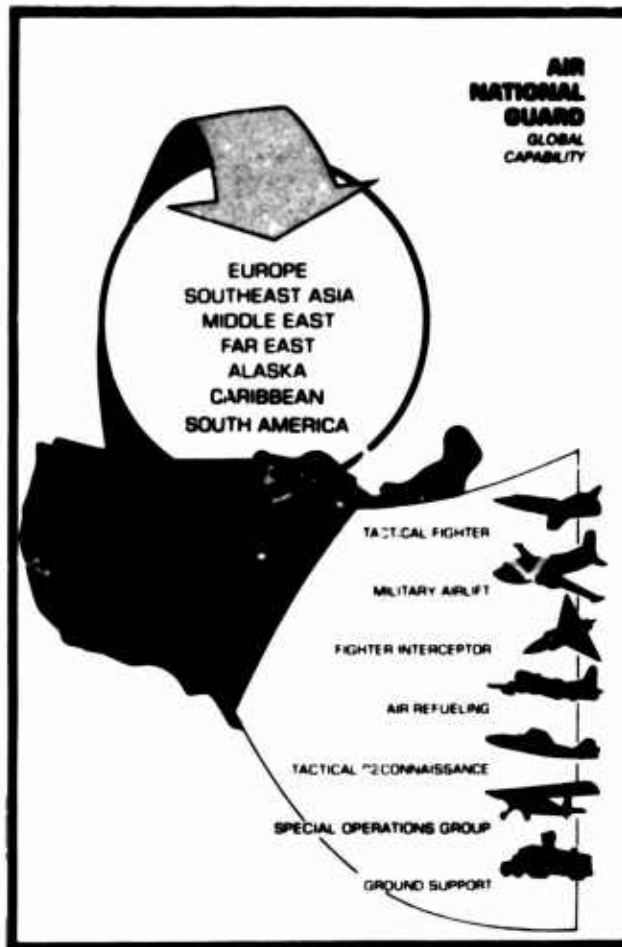 AIR
NATIONAL
GUARD
GLOBAL
CAPABILITY
EUROPE
SOUTHEAST ASIA
MIDDLE EAST
FAR EAST
ALASKA
CARIBBEAN
SOUTH AMERICA
TACTICAL FIGHTER
MILITARY AIRLIFT
FIGHTER INTERCEPTOR
AIR REFUELING
TACTICAL RECONNAISSANCE
SPECIAL OPERATIONS GROUP
GROUND SUPPORT